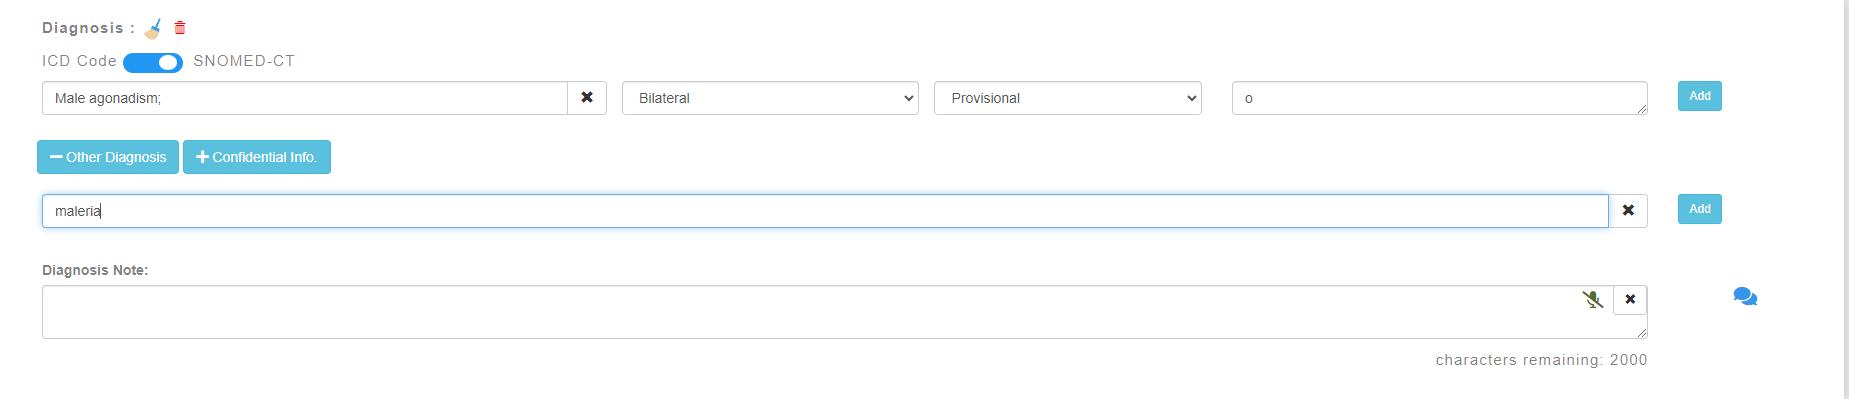 Diagnosis :
ICD Code SNOMED-CT
Male agonadism; Bilateral Provisional o Add
Other Diagnosis Confidential Info.
maleria Add
Diagnosis Note:
characters remaining: 2000